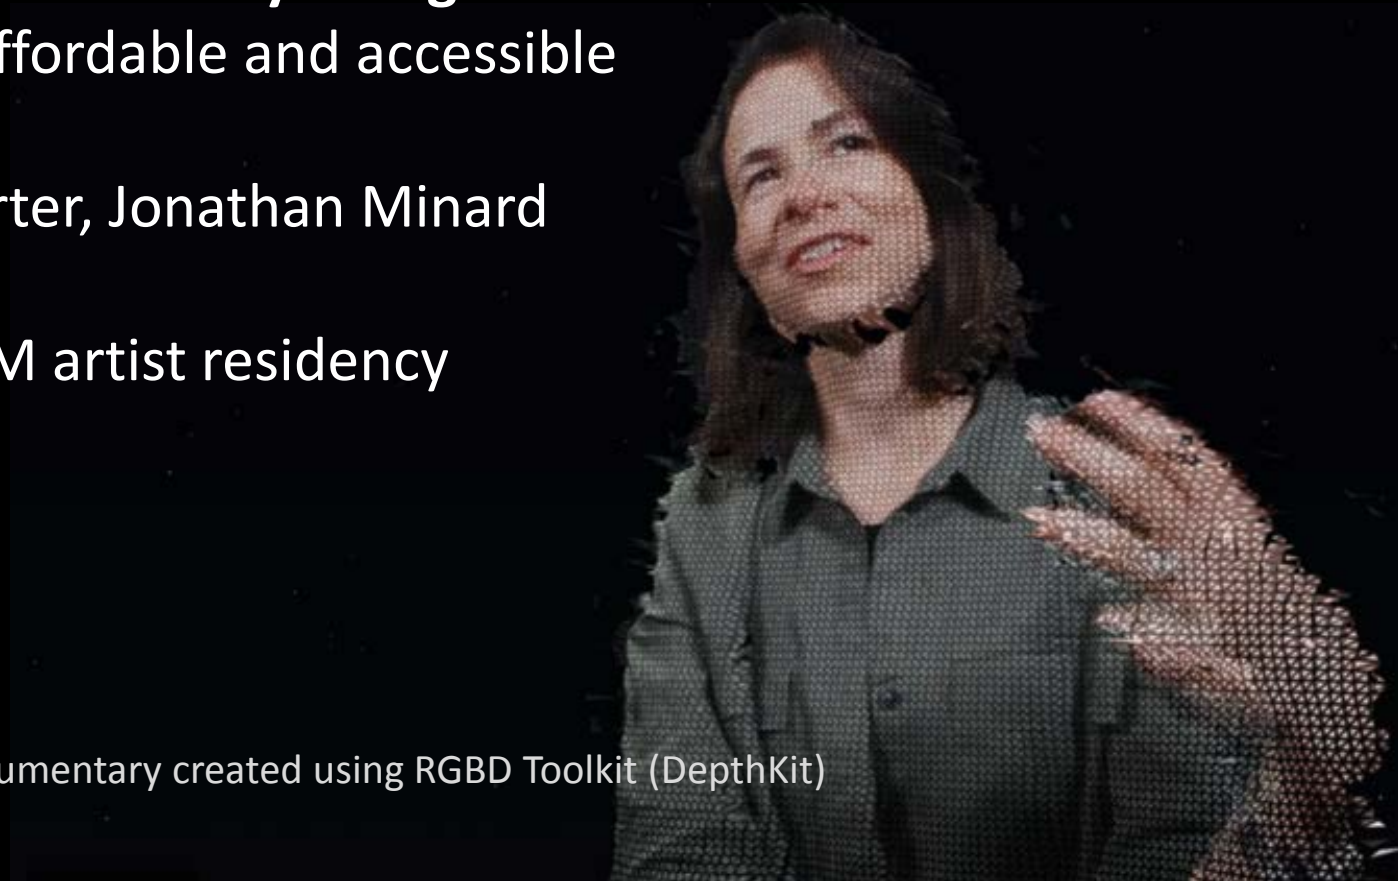 ffordable and accessible
rter, Jonathan Minard
M artist residency
umentary created using RGBD Toolkit (DepthKit)